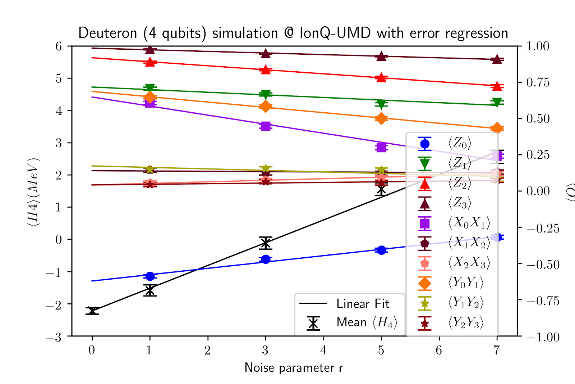 Deuteron (4 qubits) simulation @ IonQ-UMD with error regression
6
5
4
3
2
1
0
−1
−2
−3
⟨H4⟩(MeV)
1.00
0.75
0.50
0.25
0.00
−0.25
−0.50
−0.75
−1.00
⟨O⟩
⟨Z₀⟩
⟨Z₁⟩
⟨Z₂⟩
⟨Z₃⟩
⟨X₀X₁⟩
⟨X₁X₂⟩
⟨X₂X₃⟩
⟨Y₀Y₁⟩
⟨Y₁Y₂⟩
⟨Y₂Y₃⟩
Linear Fit
Mean ⟨H₄⟩
0 1 2 3 4 5 6 7
Noise parameter r